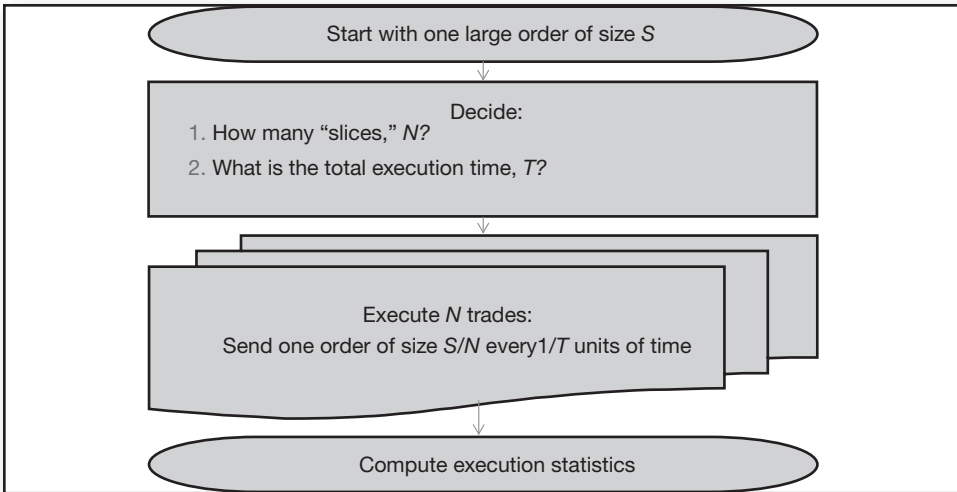 Start with one large order of size S
Decide:
1. How many “slices,” N?
2. What is the total execution time, T?
Execute N trades:
Send one order of size S/N every1/T units of time
Compute execution statistics